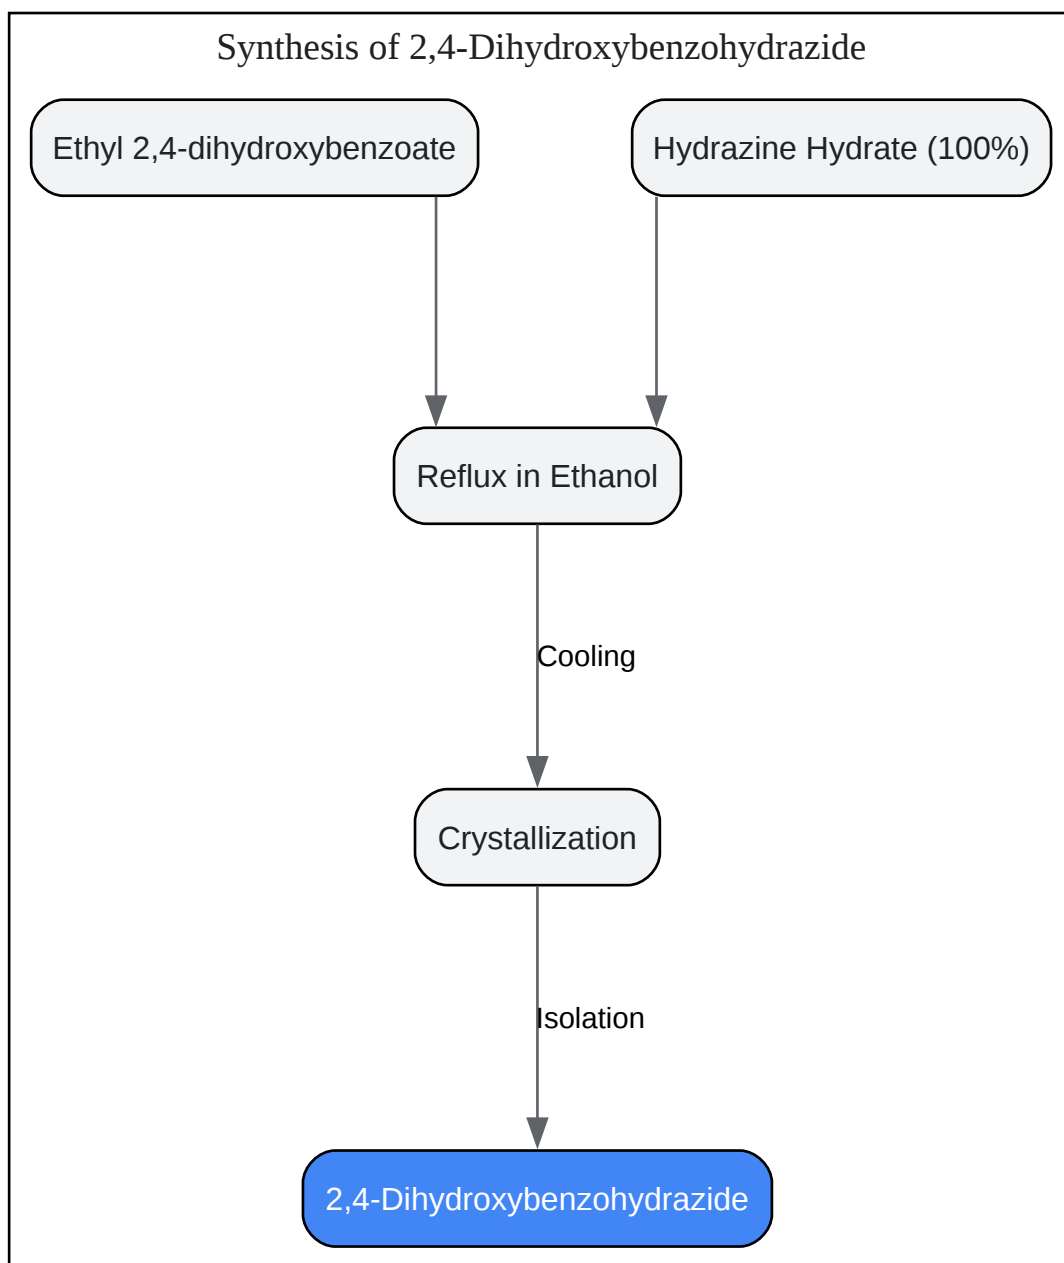 Synthesis of 2,4-Dihydroxybenzohydrazide
Ethyl 2,4-dihydroxybenzoate
Hydrazine Hydrate (100%)
Reflux in Ethanol
Cooling
Crystallization
Isolation
2,4-Dihydroxybenzohydrazide